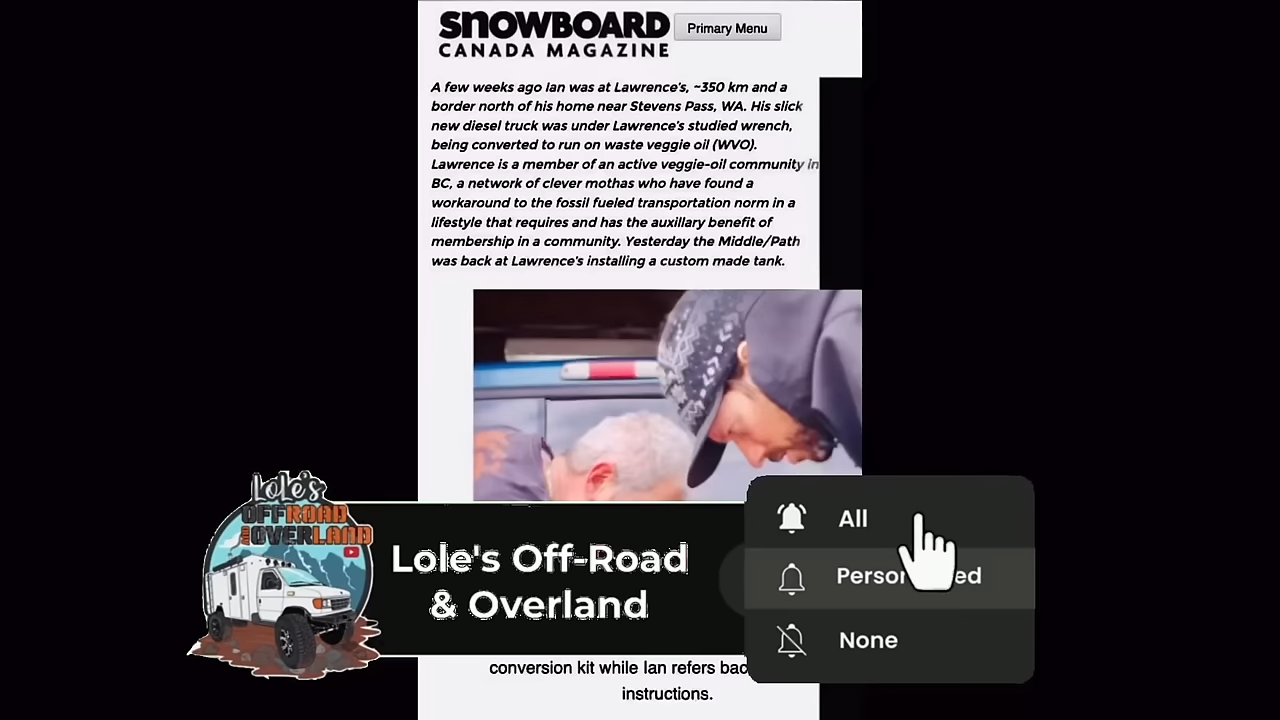 SNOWBOARD
CANADA MAGAZINE
Primary Menu
A few weeks ago Ian was at Lawrence's, ~350 km and a
border north of his home near Stevens Pass, WA. His slick
new diesel truck was under Lawrence's studied wrench,
being converted to run on waste veggie oil (WVO).
Lawrence is a member of an active veggie-oil community in
BC, a network of clever mothas who have found a
workaround to the fossil fueled transportation norm in a
lifestyle that requires and has the auxillary benefit of
membership in a community. Yesterday the Middle/Path
was back at Lawrence's installing a custom made tank.
LOLE'S
OFFROAD
AND OVERLAND
Lole's Off-Road
& Overland
All
None
conversion kit while Ian refers
instructions.